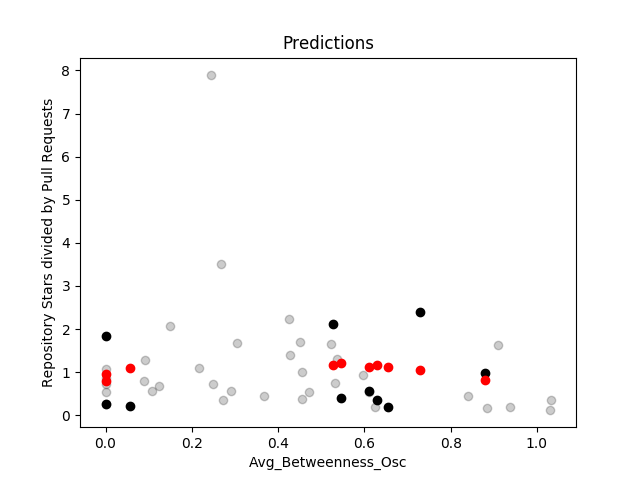 Predictions
Repository Stars divided by Pull Requests
8
7
6
5
4
3
2
1
0
0.0 0.2 0.4 0.6 0.8 1.0
Avg_Betweenness_Osc